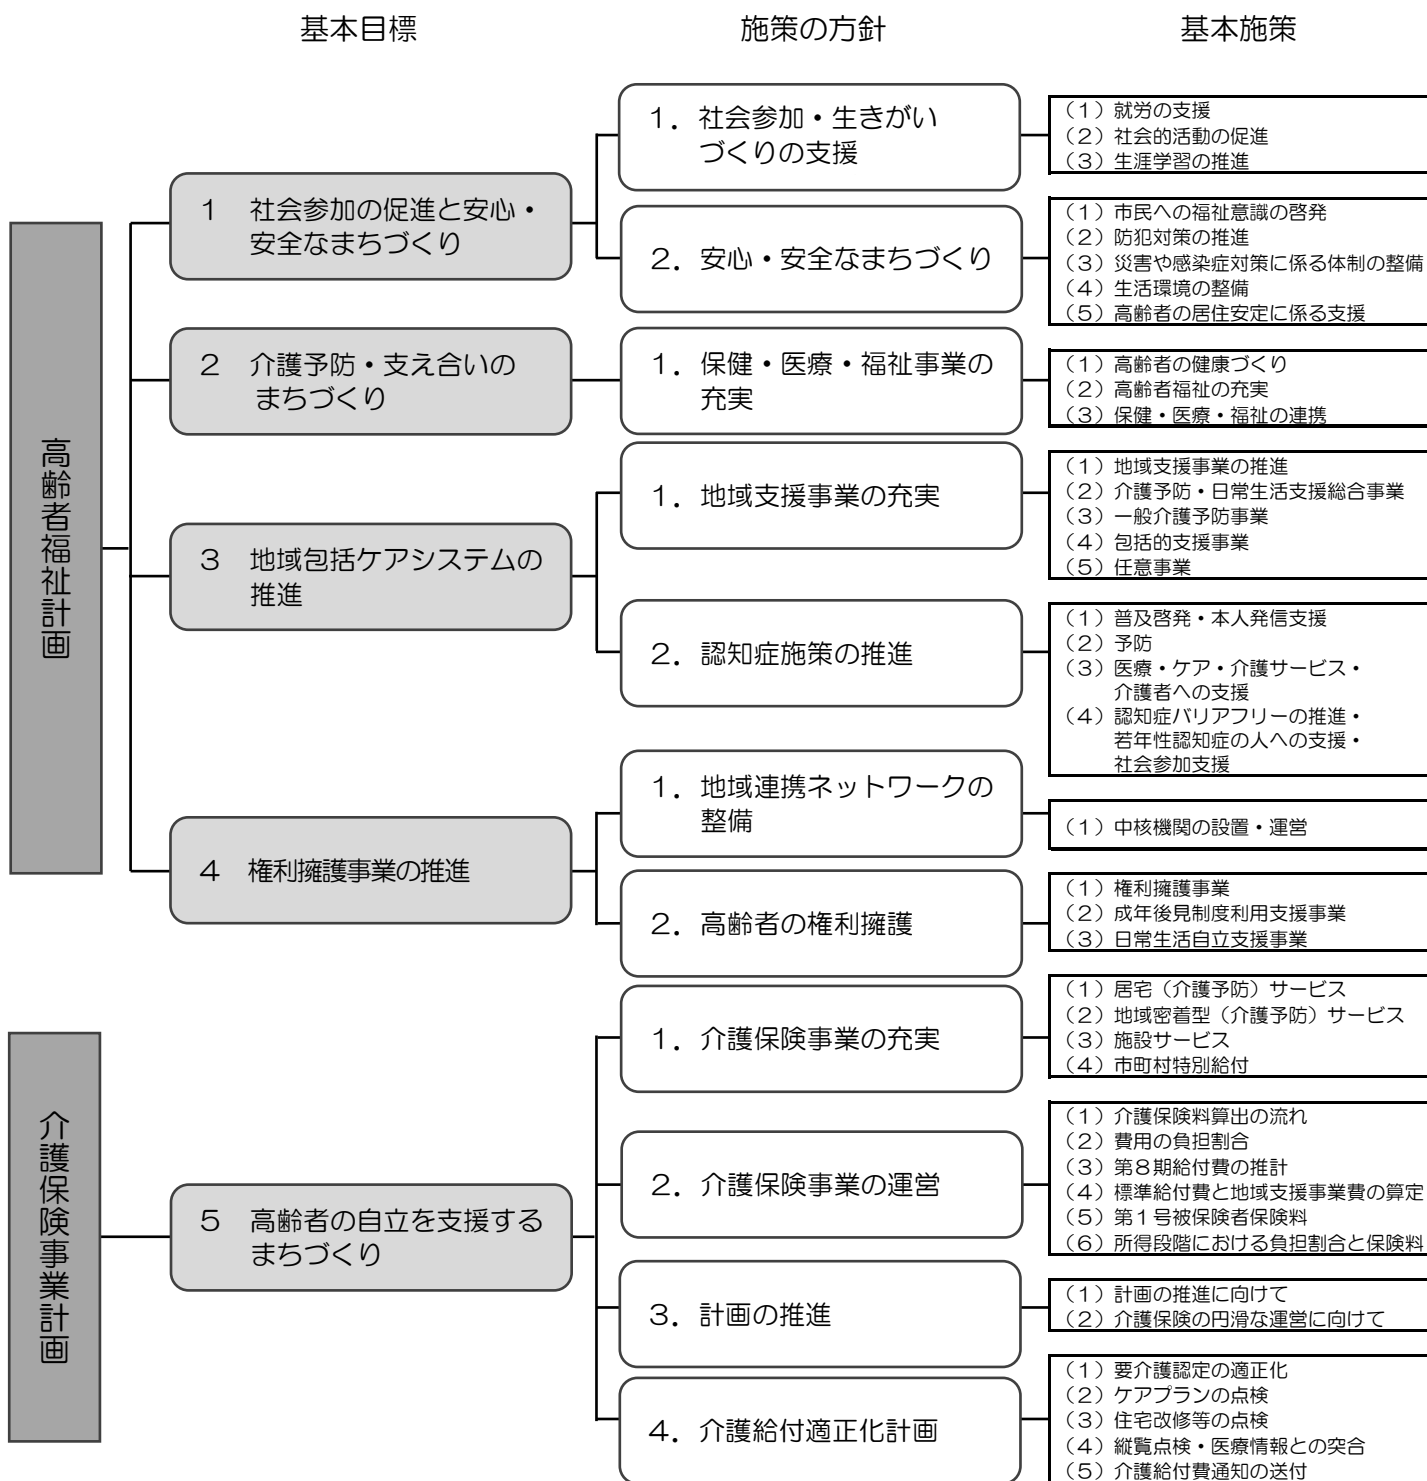 基本目標
施策の方針
基本施策
高齢者福祉計画
1 社会参加の促進と安心・
安全なまちづくり
1．社会参加・生きがい
づくりの支援
（１）就労の支援
（２）社会的活動の促進
（３）生涯学習の推進
2．安心・安全なまちづくり
（１）市民への福祉意識の啓発
（２）防犯対策の推進
（３）災害や感染症対策に係る体制の整備
（４）生活環境の整備
（５）高齢者の居住安定に係る支援
2 介護予防・支え合いの
まちづくり
1．保健・医療・福祉事業の
充実
（１）高齢者の健康づくり
（２）高齢者福祉の充実
（３）保健・医療・福祉の連携
3 地域包括ケアシステムの
推進
1．地域支援事業の充実
（１）地域支援事業の推進
（２）介護予防・日常生活支援総合事業
（３）一般介護予防事業
（４）包括的支援事業
（５）任意事業
2．認知症施策の推進
（１）普及啓発・本人発信支援
（２）予防
（３）医療・ケア・介護サービス・
介護者への支援
（４）認知症バリアフリーの推進・
若年性認知症の人への支援・
社会参加支援
4 権利擁護事業の推進
1．地域連携ネットワークの
整備
（１）中核機関の設置・運営
2．高齢者の権利擁護
（１）権利擁護事業
（２）成年後見制度利用支援事業
（３）日常生活自立支援事業
介護保険事業計画
5 高齢者の自立を支援する
まちづくり
1．介護保険事業の充実
（１）居宅（介護予防）サービス
（２）地域密着型（介護予防）サービス
（３）施設サービス
（４）市町村特別給付
2．介護保険事業の運営
（１）介護保険料算出の流れ
（２）費用の負担割合
（３）第８期給付費の推計
（４）標準給付費と地域支援事業費の算定
（５）第１号被保険者保険料
（６）所得段階における負担割合と保険料
3．計画の推進
（１）計画の推進に向けて
（２）介護保険の円滑な運営に向けて
4．介護給付適正化計画
（１）要介護認定の適正化
（２）ケアプランの点検
（３）住宅改修等の点検
（４）縦覧点検・医療情報との突合
（５）介護給付費通知の送付